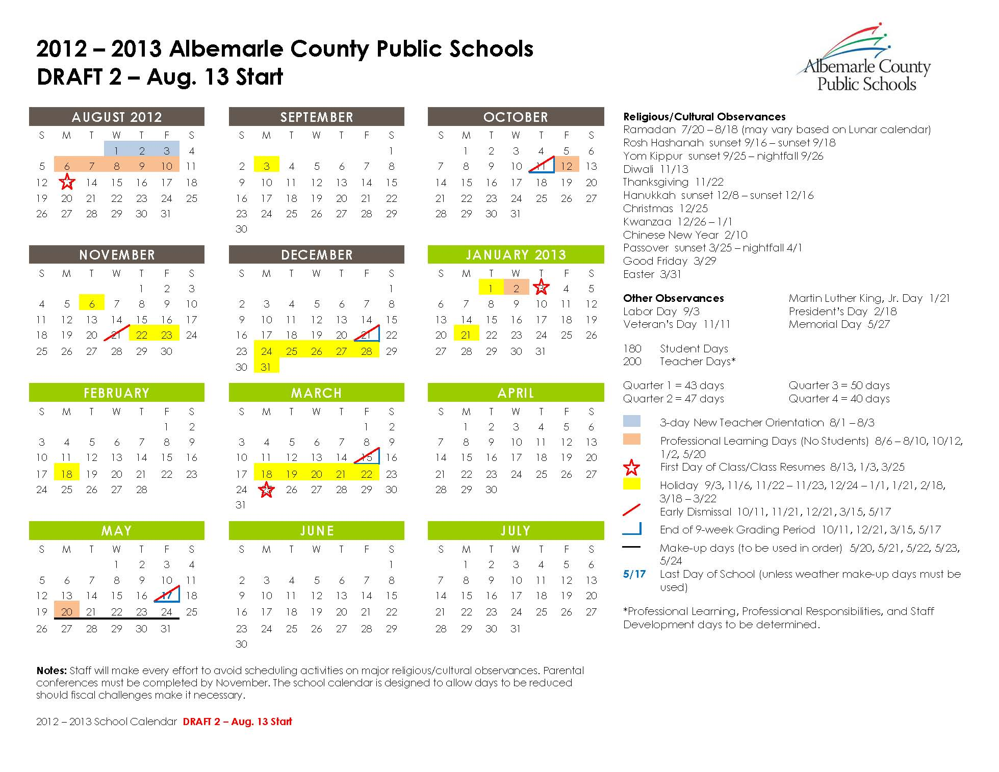 2012 – 2013 Albemarle County Public Schools
DRAFT 2 – Aug. 13 Start
Albemarle County
Public Schools
AUGUST 2012
S M T W T F S
1 2 3 4
5 6 7 8 9 10 11
12 14 15 16 17 18
19 20 21 22 23 24 25
26 27 28 29 30 31
SEPTEMBER
S M T W T F S
1
2 3 4 5 6 7 8
9 10 11 12 13 14 15
16 17 18 19 20 21 22
23 24 25 26 27 28 29
30
OCTOBER
S M T W T F S
1 2 3 4 5 6
7 8 9 10 11 12 13
14 15 16 17 18 19 20
21 22 23 24 25 26 27
28 29 30 31
NOVEMBER
S M T W T F S
1 2 3
4 5 6 7 8 9 10
11 12 13 14 15 16 17
18 19 20 21 22 23 24
25 26 27 28 29 30
DECEMBER
S M T W T F S
1
2 3 4 5 6 7 8
9 10 11 12 13 14 15
16 17 18 19 20 21 22
23 24 25 26 27 28 29
30 31
JANUARY 2013
S M T W T F S
1 2 3 4 5
6 7 8 9 10 11 12
13 14 15 16 17 18 19
20 21 22 23 24 25 26
27 28 29 30 31
FEBRUARY
S M T W T F S
1 2
3 4 5 6 7 8 9
10 11 12 13 14 15 16
17 18 19 20 21 22 23
24 25 26 27 28
MARCH
S M T W T F S
1 2
3 4 5 6 7 8 9
10 11 12 13 14 15 16
17 18 19 20 21 22 23
24 25 26 27 28 29 30
31
APRIL
S M T W T F S
1 2 3 4 5 6
7 8 9 10 11 12 13
14 15 16 17 18 19 20
21 22 23 24 25 26 27
28 29 30
MAY
S M T W T F S
1 2 3 4
5 6 7 8 9 10 11
12 13 14 15 16 17 18
19 20 21 22 23 24 25
26 27 28 29 30 31
JUNE
S M T W T F S
1
2 3 4 5 6 7 8
9 10 11 12 13 14 15
16 17 18 19 20 21 22
23 24 25 26 27 28 29
30
JULY
S M T W T F S
1 2 3 4 5 6
7 8 9 10 11 12 13
14 15 16 17 18 19 20
21 22 23 24 25 26 27
28 29 30 31
Religious/Cultural Observances
Ramadan 7/20 – 8/18 (may vary based on Lunar calendar)
Rosh Hashanah sunset 9/16 – sunset 9/18
Yom Kippur sunset 9/25 – nightfall 9/26
Diwali 11/13
Thanksgiving 11/22
Hanukkah sunset 12/8 – sunset 12/16
Christmas 12/25
Kwanzaa 12/26 – 1/1
Chinese New Year 2/10
Passover sunset 3/25 – nightfall 4/1
Good Friday 3/29
Easter 3/31
Other Observances Martin Luther King, Jr. Day 1/21
Labor Day 9/3 President’s Day 2/18
Veteran’s Day 11/11 Memorial Day 5/27
180 Student Days
200 Teacher Days*
Quarter 1 = 43 days Quarter 3 = 50 days
Quarter 2 = 47 days Quarter 4 = 40 days
3-day New Teacher Orientation 8/1 – 8/3
Professional Learning Days (No Students) 8/6 – 8/10, 10/12,
1/2, 5/20
First Day of Class/Class Resumes 8/13, 1/3, 3/25
Holiday 9/3, 11/6, 11/22 – 11/23, 12/24 – 1/1, 1/21, 2/18,
3/18 – 3/22
Early Dismissal 10/11, 11/21, 12/21, 3/15, 5/17
End of 9-week Grading Period 10/11, 12/21, 3/15, 5/17
Make-up days (to be used in order) 5/20, 5/21, 5/22, 5/23,
5/24
5/17 Last Day of School (unless weather make-up days must be
used)
*Professional Learning, Professional Responsibilities, and Staff
Development days to be determined.
Notes: Staff will make every effort to avoid scheduling activities on major religious/cultural observances. Parental
conferences must be completed by November. The school calendar is designed to allow days to be reduced
should fiscal challenges make it necessary.
2012 – 2013 School Calendar DRAFT 2 – Aug. 13 Start